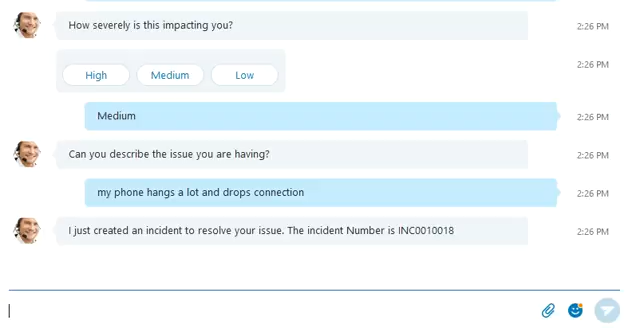 How severely is this impacting you?
2:26 PM
2:26 PM
High Medium Low
Medium
2:26 PM
Can you describe the issue you are having?
2:26 PM
my phone hangs a lot and drops connection
2:26 PM
I just created an incident to resolve your issue. The incident Number is INC0010018
2:26 PM